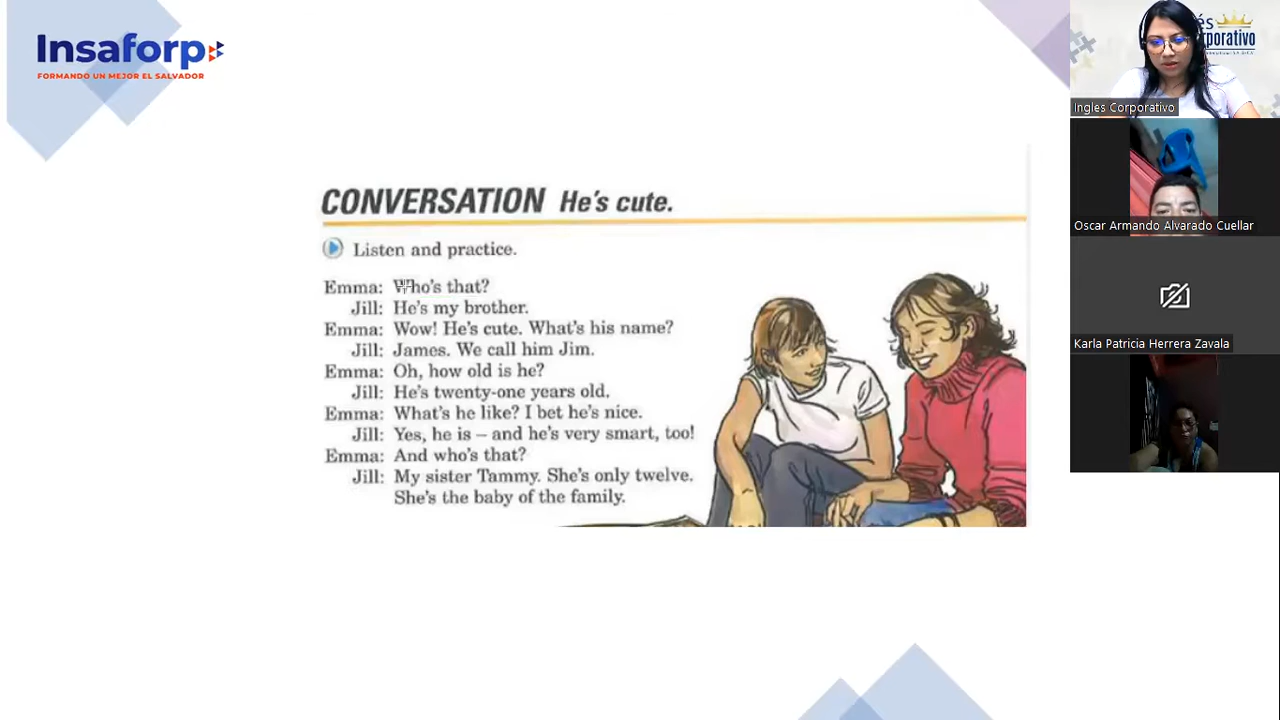 Insaforp
FORMANDO UN MEJOR EL SALVADOR
CONVERSATION He's cute.
Listen and practice.
Emma: Who's that?
Jill: He's my brother.
Emma: Wow! He's cute. What's his name?
Jill: James. We call him Jim.
Emma: Oh, how old is he?
Jill: He's twenty-one years old.
Emma: What's he like? I bet he's nice.
Jill: Yes, he is – and he's very smart, too!
Emma: And who's that?
Jill: My sister Tammy. She's only twelve.
She's the baby of the family.
Ingles Corporativo
Oscar Armando Alvarado Cuellar
Karla Patricia Herrera Zavala